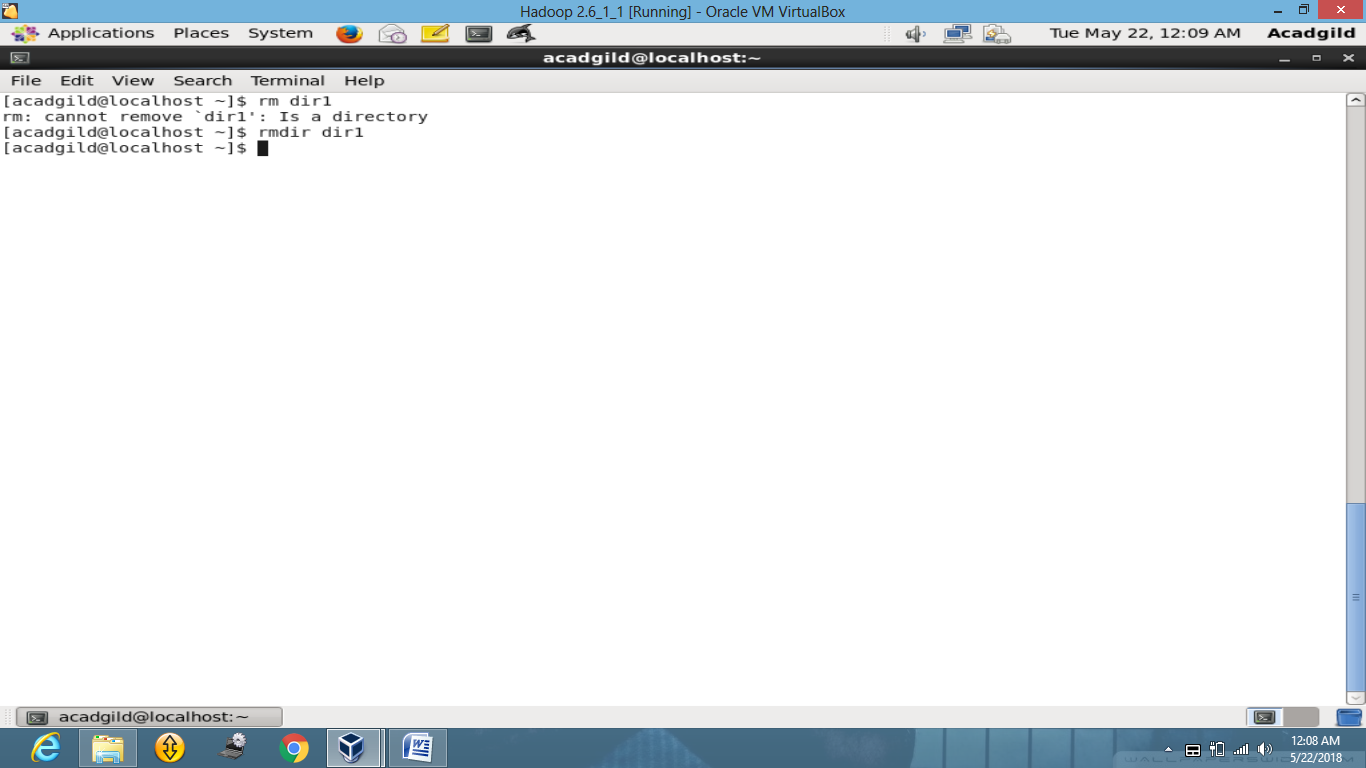 Hadoop 2.6_1_1 [Running] - Oracle VM VirtualBox
Applications Places System Tue May 22, 12:09 AM Acadgild
acadgild@localhost:~
File Edit View Search Terminal Help
[acadgild@localhost ~]$ rm dir1
rm: cannot remove `dir1': Is a directory
[acadgild@localhost ~]$ rmdir dir1
[acadgild@localhost ~]$
acadgild@localhost:~
12:08 AM
5/22/2018